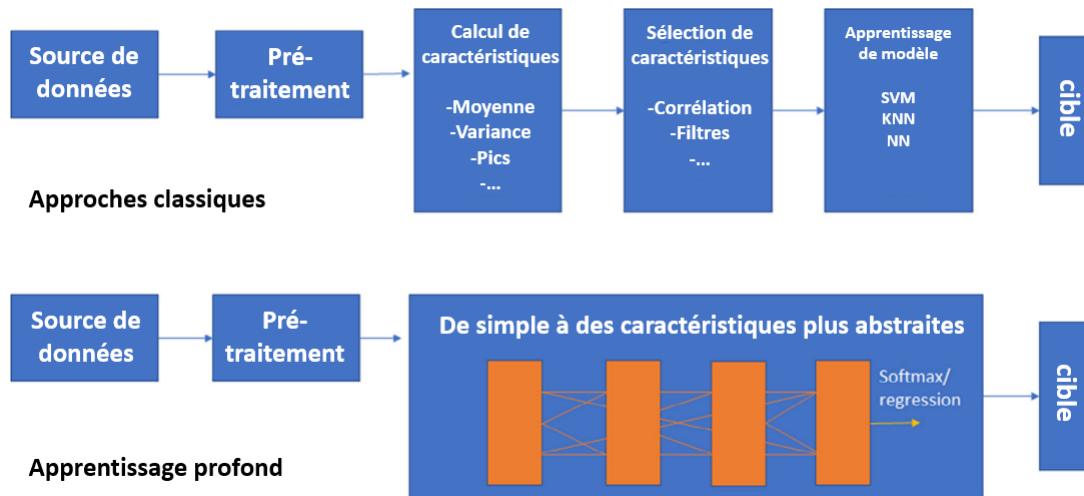 Source de
données
Pré-
traitement
Calcul de
caractéristiques
-Moyenne
-Variance
-Pics
-...
Sélection de
caractéristiques
-Corrélation
-Filtres
-...
Apprentissage
de modèle
SVM
KNN
NN
cible
Approches classiques
Source de
données
Pré-
traitement
De simple à des caractéristiques plus abstraites
Softmax/
regression
cible
Apprentissage profond